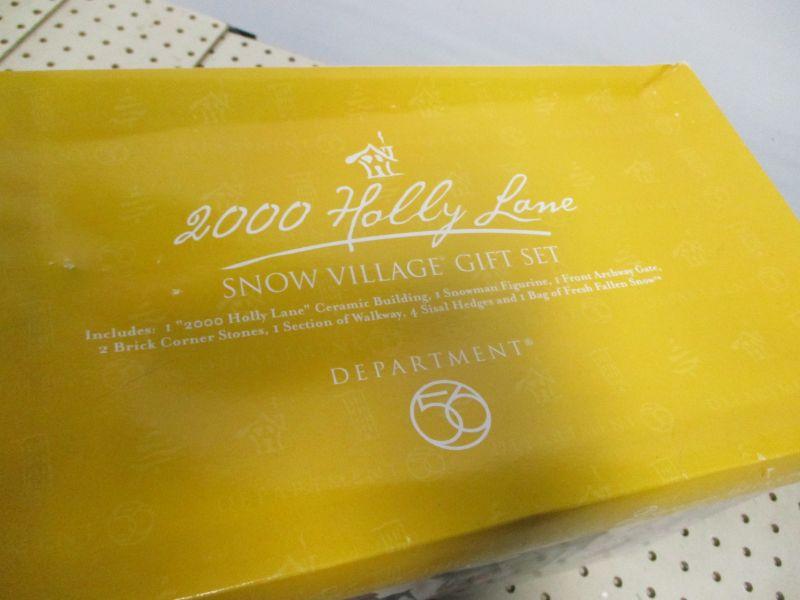 2000 Holly Lane
SNOW VILLAGE® GIFT SET
Includes: 1 "2000 Holly Lane" Ceramic Building, 1 Snowman Figurine, 1 Front Archway Gate,
2 Brick Corner Stones, 1 Section of Walkway, 4 Sisal Hedges and 1 Bag of Fresh Fallen Snow™
DEPARTMENT®
56